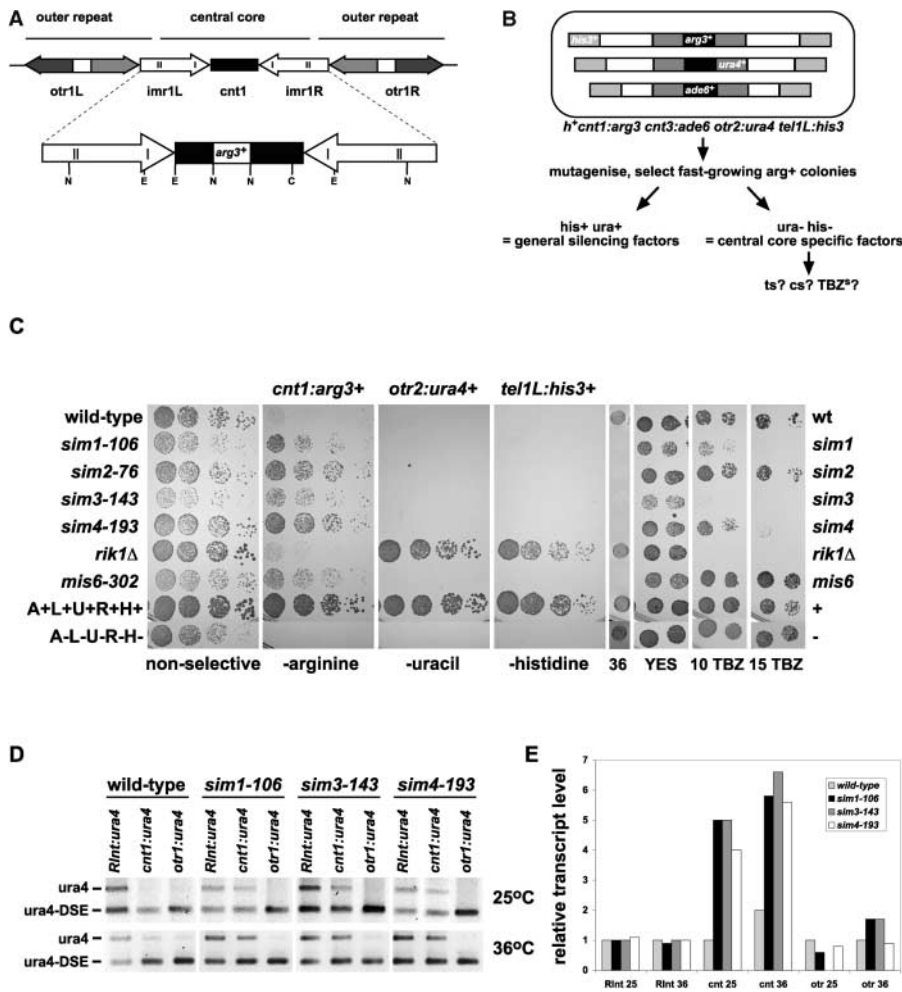 A
outer repeat central core outer repeat
II I I II
otr1L imr1L cnt1 imr1R otr1R
II I arg3+ I II
N E E N N C E N
B
his3+ arg3+
ura4+
ade6+
h+cnt1:arg3 cnt3:ade6 otr2:ura4 tel1L:his3
mutagenise, select fast-growing arg+ colonies
his+ ura+ ura- his-
= general silencing factors = central core specific factors
ts? cs? TBZs?
C
cnt1:arg3+ otr2:ura4+ tel1L:his3+
wild-type wt
sim1-106 sim1
sim2-76 sim2
sim3-143 sim3
sim4-193 sim4
rik1Δ rik1Δ
mis6-302 mis6
A+L+U+R+H+ +
A-L-U-R-H- -
non-selective -arginine -uracil -histidine 36 YES 10 TBZ 15 TBZ
D
wild-type sim1-106 sim3-143 sim4-193
RInt:ura4 cnt1:ura4 otr1:ura4 RInt:ura4 cnt1:ura4 otr1:ura4 RInt:ura4 cnt1:ura4 otr1:ura4 RInt:ura4 cnt1:ura4 otr1:ura4
ura4
ura4-DSE
25°C
ura4
ura4-DSE
36°C
E
relative transcript level
7
6
5
4
3
2
1
0
wild-type
sim1-106
sim3-143
sim4-193
RInt 25 RInt 36 cnt 25 cnt 36 otr 25 otr 36